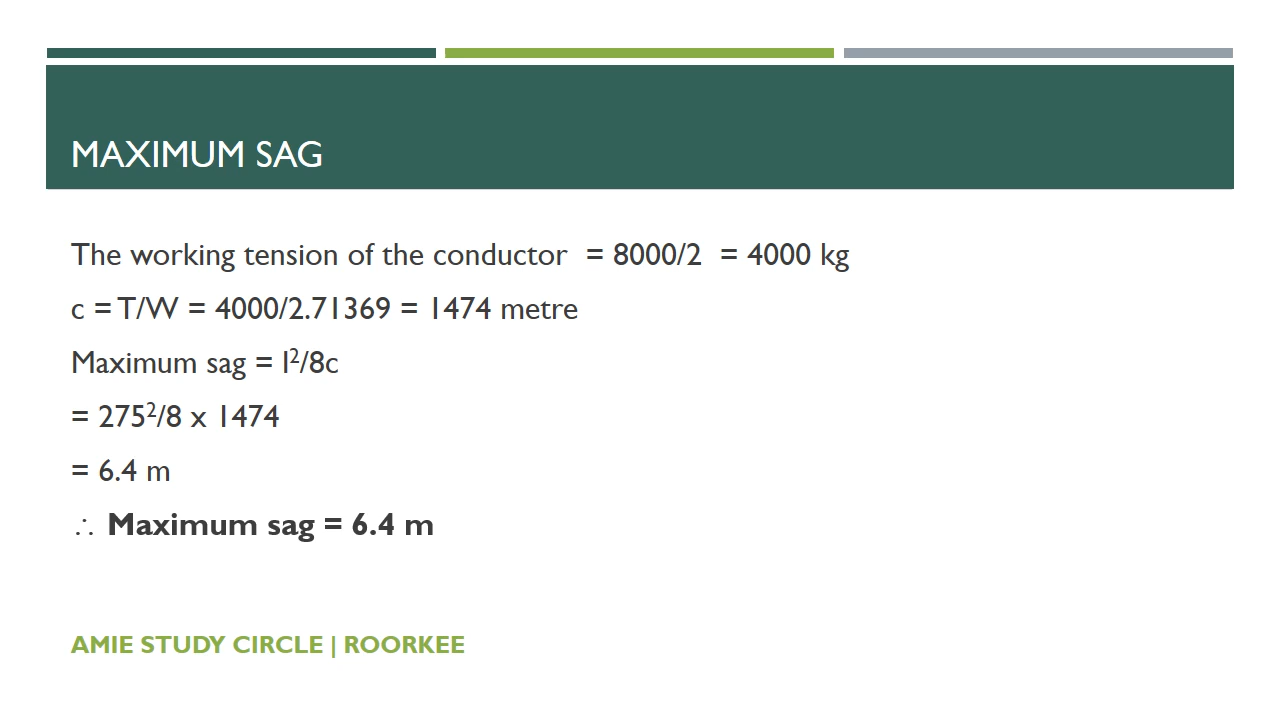 MAXIMUM SAG
The working tension of the conductor = 8000/2 = 4000 kg
c = T/W = 4000/2.71369 = 1474 metre
Maximum sag = l²/8c
= 275²/8 x 1474
= 6.4 m
∴ Maximum sag = 6.4 m
AMIE STUDY CIRCLE | ROORKEE